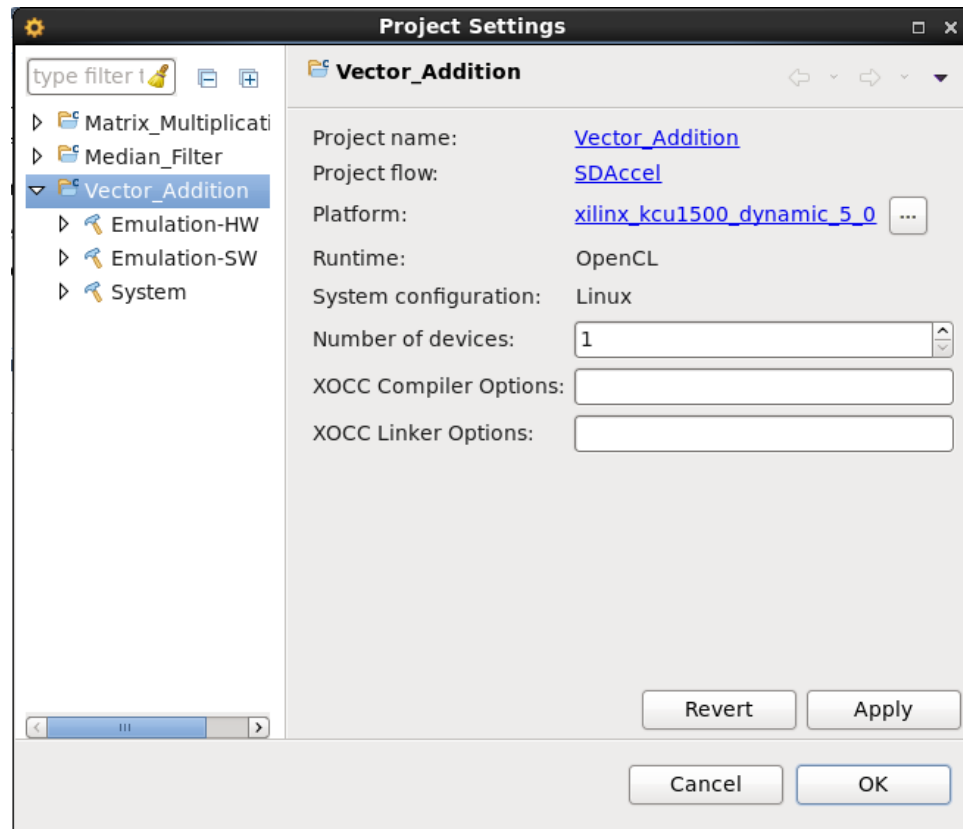 Project Settings
type filter t
Vector_Addition
Matrix_Multiplicati
Median_Filter
Vector_Addition
Emulation-HW
Emulation-SW
System
Project name: Vector_Addition
Project flow: SDAccel
Platform: xilinx_kcu1500_dynamic_5_0 ...
Runtime: OpenCL
System configuration: Linux
Number of devices: 1
XOCC Compiler Options:
XOCC Linker Options:
Revert Apply
Cancel OK